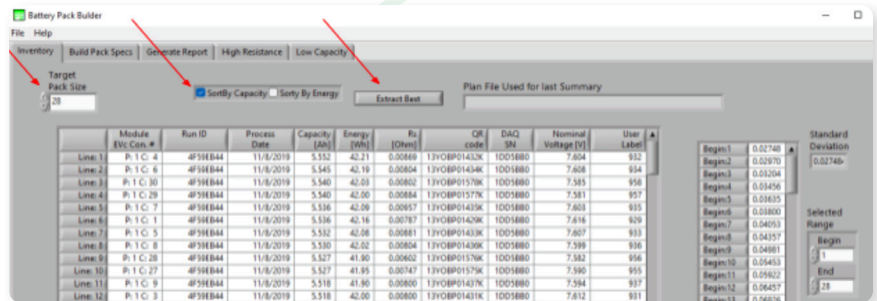 Battery Pack Builder
File Help
Inventory Build Pack Specs Generate Report High Resistance Low Capacity
Target
Pack Size
28
SortBy Capacity Sorty By Energy
Extract Best
Plan File Used for last Summary
Module EVc Con. # Run ID Process Date Capacity [Ah] Energy [Wh] Rs [Ohm] QR code DAQ SN Nominal Voltage [V] User Label
Line: 1 P: 1 C: 4 4F59EB44 11/8/2019 5.552 42.21 0.00869 13YOBP01432K 1DD5BB0 7.604 932
Line: 2 P: 1 C: 6 4F59EB44 11/8/2019 5.545 42.19 0.00804 13YOBP01434K 1DD5BB0 7.608 934
Line: 3 P: 1 C: 30 4F59EB44 11/8/2019 5.540 42.03 0.00802 13YOBP01578K 1DD5BB0 7.585 958
Line: 4 P: 1 C: 29 4F59EB44 11/8/2019 5.540 42.00 0.00884 13YOBP01577K 1DD5BB0 7.581 957
Line: 5 P: 1 C: 7 4F59EB44 11/8/2019 5.536 42.09 0.00857 13YOBP01435K 1DD5BB0 7.603 935
Line: 6 P: 1 C: 1 4F59EB44 11/8/2019 5.536 42.16 0.00787 13YOBP01429K 1DD5BB0 7.616 929
Line: 7 P: 1 C: 5 4F59EB44 11/8/2019 5.532 42.08 0.00881 13YOBP01433K 1DD5BB0 7.607 933
Line: 8 P: 1 C: 8 4F59EB44 11/8/2019 5.530 42.02 0.00804 13YOBP01436K 1DD5BB0 7.599 936
Line: 9 P: 1 C: 28 4F59EB44 11/8/2019 5.527 41.90 0.00602 13YOBP01576K 1DD5BB0 7.582 956
Line: 10 P: 1 C: 27 4F59EB44 11/8/2019 5.527 41.95 0.00747 13YOBP01575K 1DD5BB0 7.590 955
Line: 11 P: 1 C: 9 4F59EB44 11/8/2019 5.518 41.90 0.00800 13YOBP01437K 1DD5BB0 7.594 937
Line: 12 P: 1 C: 3 4F59EB44 11/8/2019 5.518 42.00 0.00800 13YOBP01431K 1DD5BB0 7.612 931
Begin:1 0.02748
Begin:2 0.02970
Begin:3 0.03204
Begin:4 0.03456
Begin:5 0.03635
Begin:6 0.03800
Begin:7 0.04053
Begin:8 0.04357
Begin:9 0.04981
Begin:10 0.05453
Begin:11 0.05922
Begin:12 0.06457
Begin:13 0.06826
Standard
Deviation
0.02748
Selected
Range
Begin
1
End
28